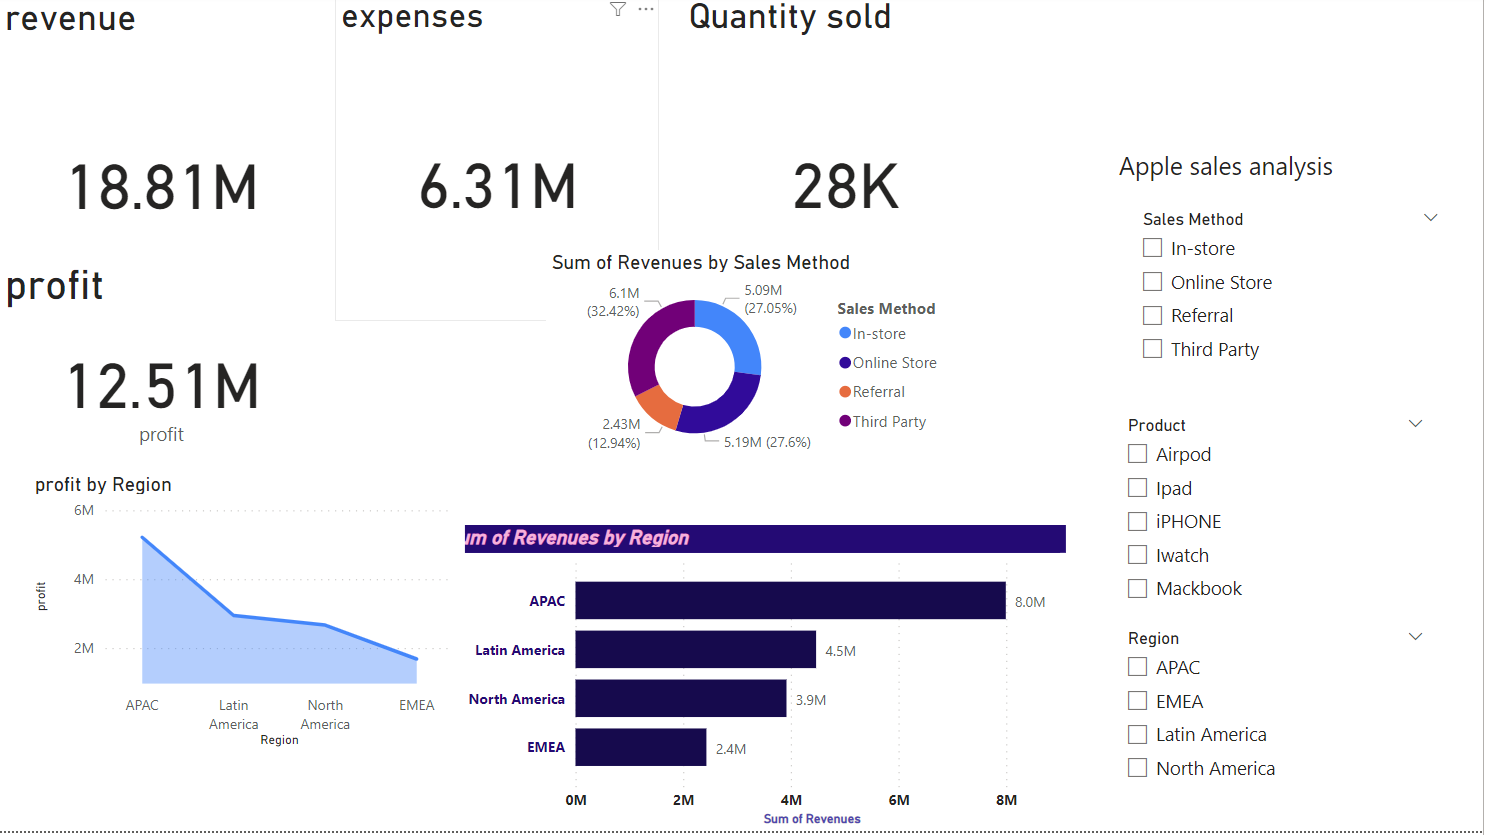 revenue
expenses
Quantity sold
18.81M
6.31M
28K
profit
12.51M
profit
Apple sales analysis
Sales Method
In-store
Online Store
Referral
Third Party
Product
Airpod
Ipad
iPHONE
Iwatch
Mackbook
Region
APAC
EMEA
Latin America
North America
Sum of Revenues by Sales Method
6.1M
(32.42%)
5.09M
(27.05%)
2.43M
(12.94%)
5.19M (27.6%)
Sales Method
In-store
Online Store
Referral
Third Party
profit by Region
6M
4M
2M
profit
APAC
Latin
America
North
America
EMEA
Region
um of Revenues by Region
APAC
8.0M
Latin America
4.5M
North America
3.9M
EMEA
2.4M
0M
2M
4M
6M
8M
Sum of Revenues